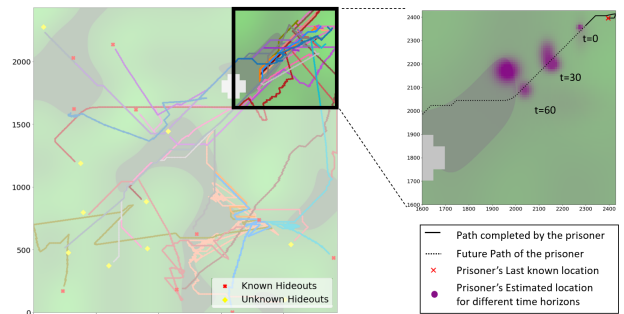 2000
1500
1000
500
0
Known Hideouts
Unknown Hideouts
2400
2300
2200
2100
2000
1900
1800
1700
1600
1600 1700 1800 1900 2000 2100 2200 2300 2400
t=0
t=30
t=60
Path completed by the prisoner
Future Path of the prisoner
Prisoner's Last known location
Prisoner's Estimated location
for different time horizons